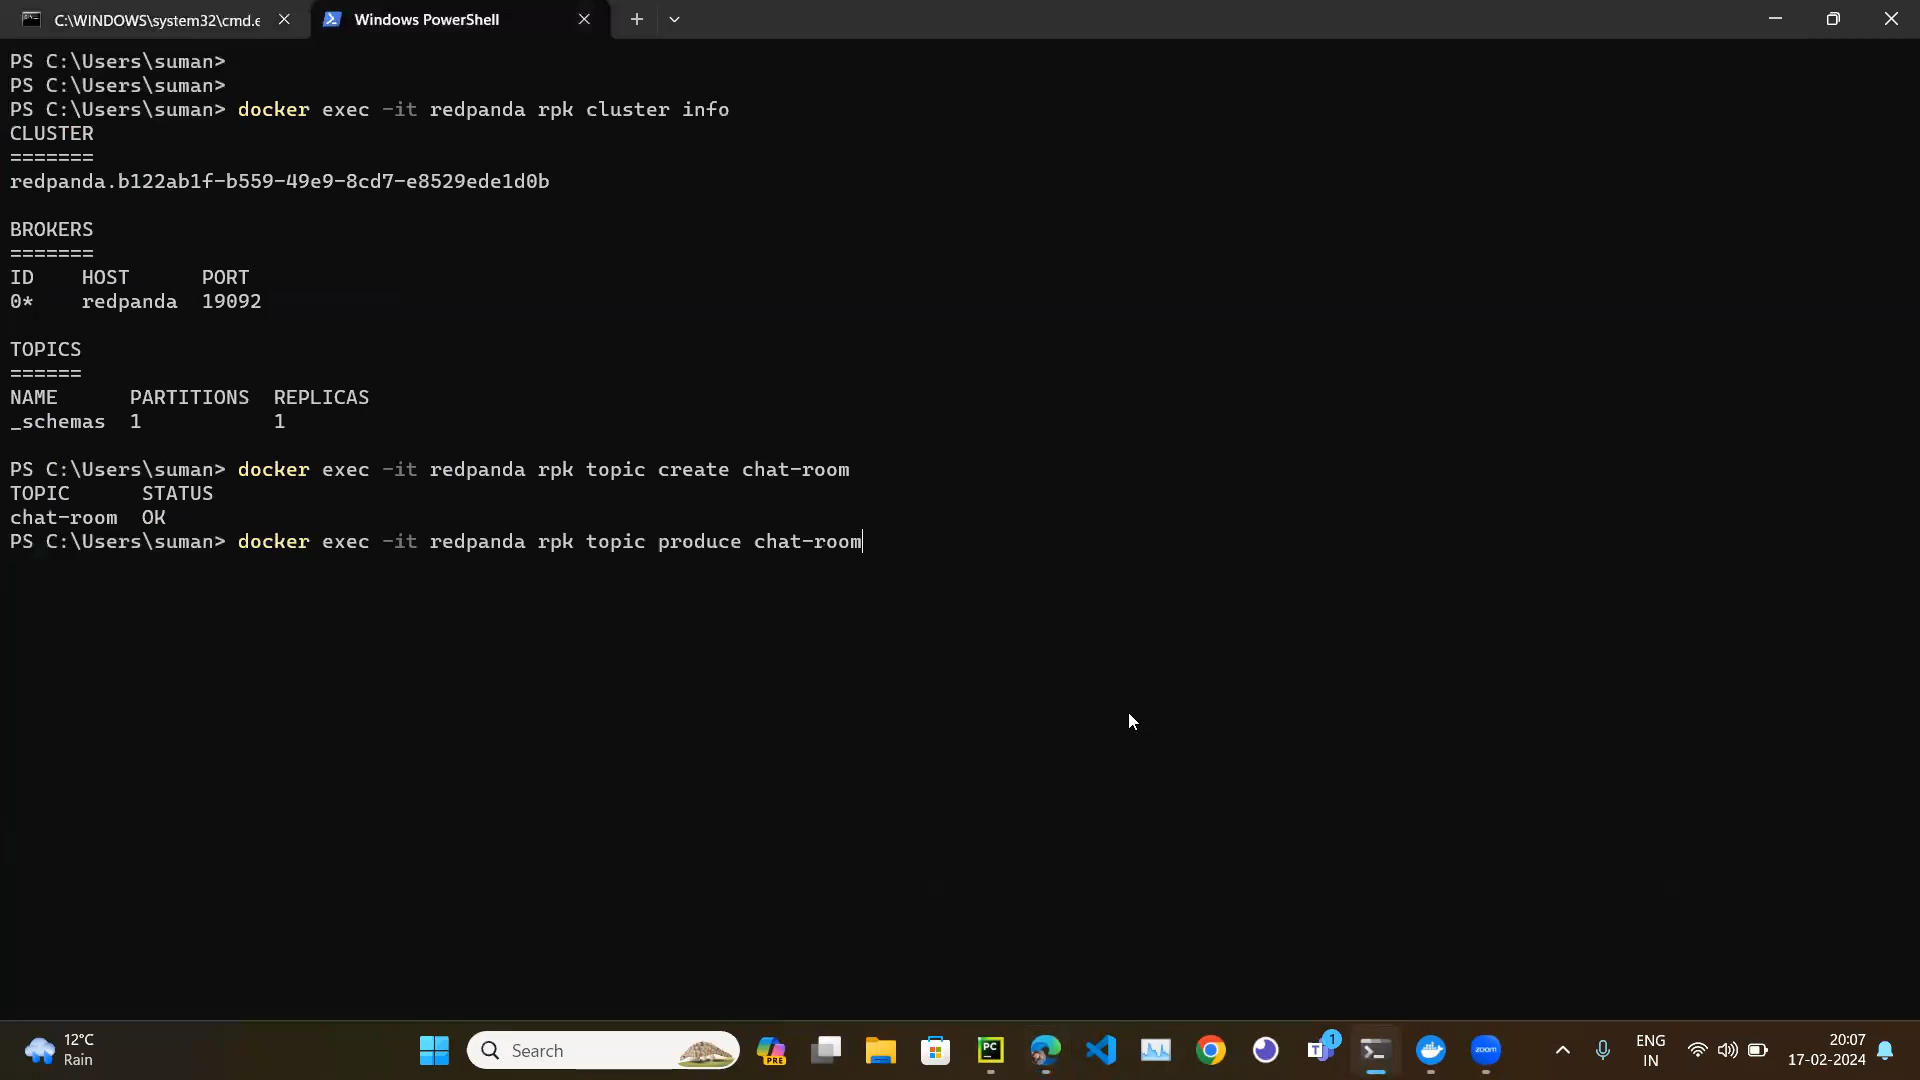 C:\WINDOWS\system32\cmd.e
Windows PowerShell
PS C:\Users\suman>
PS C:\Users\suman>
PS C:\Users\suman> docker exec -it redpanda rpk cluster info
CLUSTER
=======
redpanda.b122ab1f-b559-49e9-8cd7-e8529ede1d0b
BROKERS
=======
ID HOST PORT
0* redpanda 19092
TOPICS
======
NAME PARTITIONS REPLICAS
_schemas 1 1
PS C:\Users\suman> docker exec -it redpanda rpk topic create chat-room
TOPIC STATUS
chat-room OK
PS C:\Users\suman> docker exec -it redpanda rpk topic produce chat-room
12°C
Rain
Search
PRE
PC
1
zoom
ENG
IN
20:07
17-02-2024